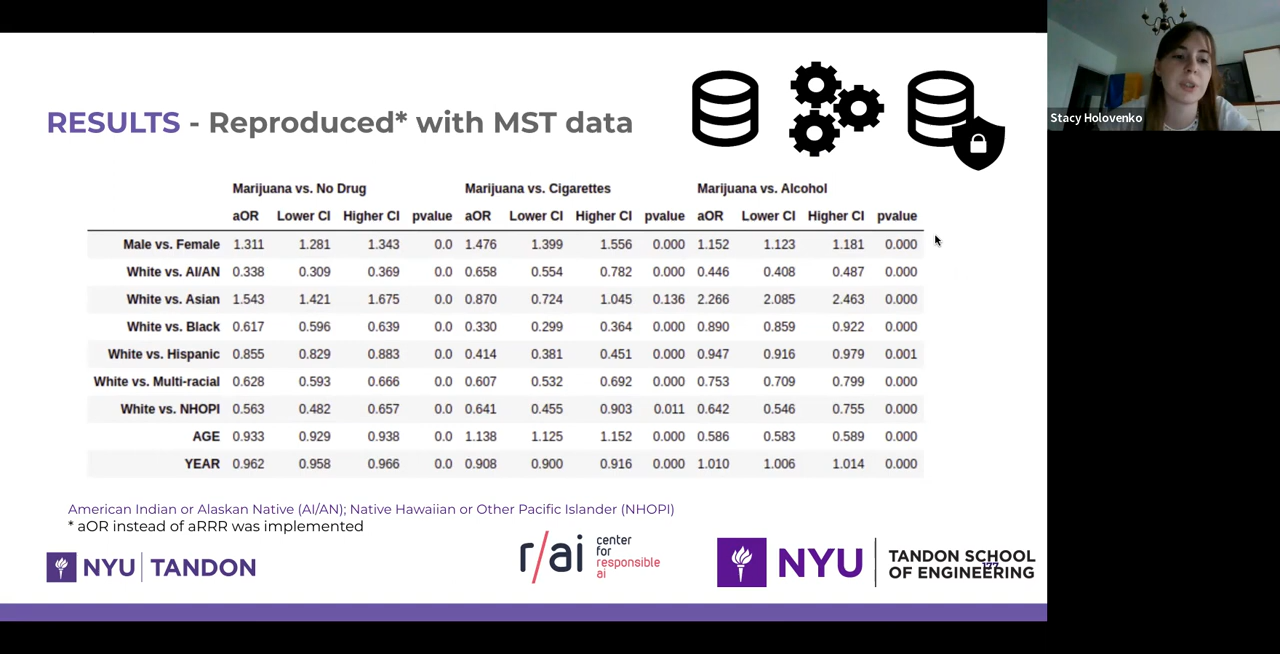 Stacy Holovenko
RESULTS - Reproduced* with MST data
Marijuana vs. No Drug Marijuana vs. Cigarettes Marijuana vs. Alcohol
aOR Lower CI Higher CI pvalue aOR Lower CI Higher CI pvalue aOR Lower CI Higher CI pvalue
Male vs. Female 1.311 1.281 1.343 0.0 1.476 1.399 1.556 0.000 1.152 1.123 1.181 0.000
White vs. AI/AN 0.338 0.309 0.369 0.0 0.658 0.554 0.782 0.000 0.446 0.408 0.487 0.000
White vs. Asian 1.543 1.421 1.675 0.0 0.870 0.724 1.045 0.136 2.266 2.085 2.463 0.000
White vs. Black 0.617 0.596 0.639 0.0 0.330 0.299 0.364 0.000 0.890 0.859 0.922 0.000
White vs. Hispanic 0.855 0.829 0.883 0.0 0.414 0.381 0.451 0.000 0.947 0.916 0.979 0.001
White vs. Multi-racial 0.628 0.593 0.666 0.0 0.607 0.532 0.692 0.000 0.753 0.709 0.799 0.000
White vs. NHOPI 0.563 0.482 0.657 0.0 0.641 0.455 0.903 0.011 0.642 0.546 0.755 0.000
AGE 0.933 0.929 0.938 0.0 1.138 1.125 1.152 0.000 0.586 0.583 0.589 0.000
YEAR 0.962 0.958 0.966 0.0 0.908 0.900 0.916 0.000 1.010 1.006 1.014 0.000
American Indian or Alaskan Native (AI/AN); Native Hawaiian or Other Pacific Islander (NHOPI)
* aOR instead of aRRR was implemented
NYU TANDON
r/ai
center
for
responsible
ai
NYU
TANDON SCHOOL
OF ENGINEERING